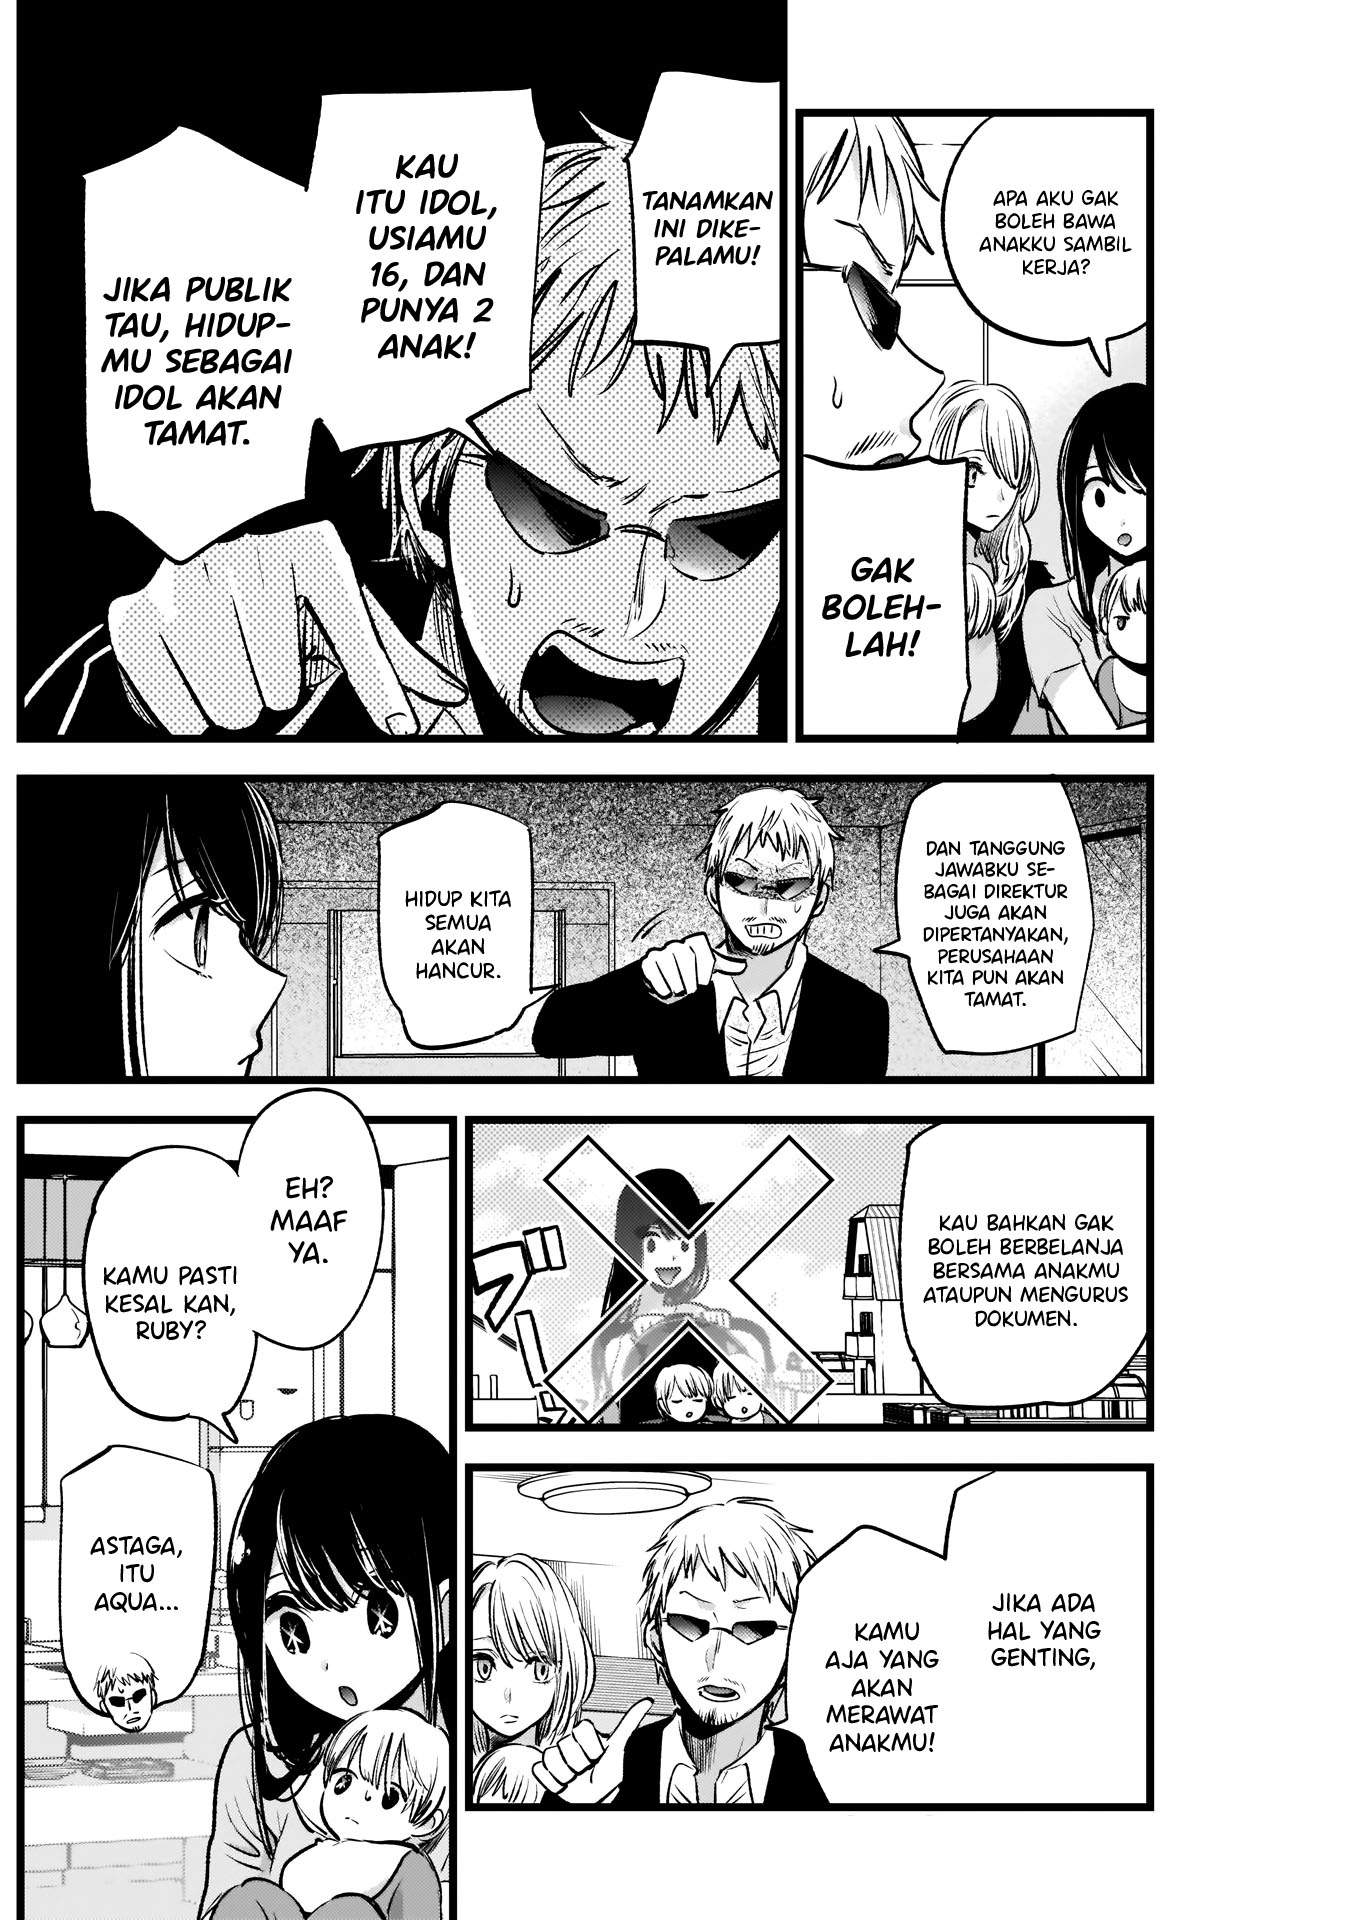 APA AKU GAK
BOLEH BAWA
ANAKKU SAMBIL
KERJA?
GAK
BOLEH-
LAH!
TANAMKAN
INI DIKE-
PALAMU!
KAU
ITU IDOL,
USIAMU
16, DAN
PUNYA 2
ANAK!
JIKA PUBLIK
TAU, HIDUP-
MU SEBAGAI
IDOL AKAN
TAMAT.
DAN TANGGUNG
JAWABKU SE-
BAGAI DIREKTUR
JUGA AKAN
DIPERTANYAKAN,
PERUSAHAAN
KITA PUN AKAN
TAMAT.
HIDUP KITA
SEMUA
AKAN
HANCUR.
KAU BAHKAN GAK
BOLEH BERBELANJA
BERSAMA ANAKMU
ATAUPUN MENGURUS
DOKUMEN.
JIKA ADA
HAL YANG
GENTING,
KAMU
AJA YANG
AKAN
MERAWAT
ANAKMU!
EH?
MAAF
YA.
KAMU PASTI
KESAL KAN,
RUBY?
ASTAGA,
ITU
AQUA...